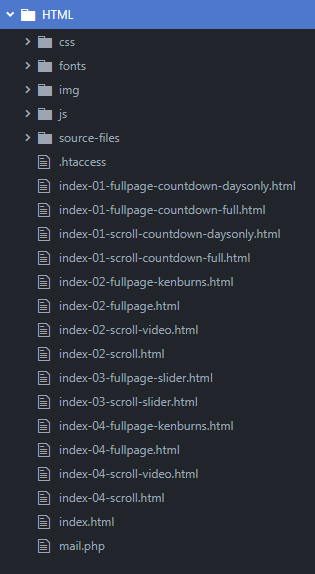 HTML
css
fonts
img
js
source-files
.htaccess
index-01-fullpage-countdown-daysonly.html
index-01-fullpage-countdown-full.html
index-01-scroll-countdown-daysonly.html
index-01-scroll-countdown-full.html
index-02-fullpage-kenburns.html
index-02-fullpage.html
index-02-scroll-video.html
index-02-scroll.html
index-03-fullpage-slider.html
index-03-scroll-slider.html
index-04-fullpage-kenburns.html
index-04-fullpage.html
index-04-scroll-video.html
index-04-scroll.html
index.html
mail.php